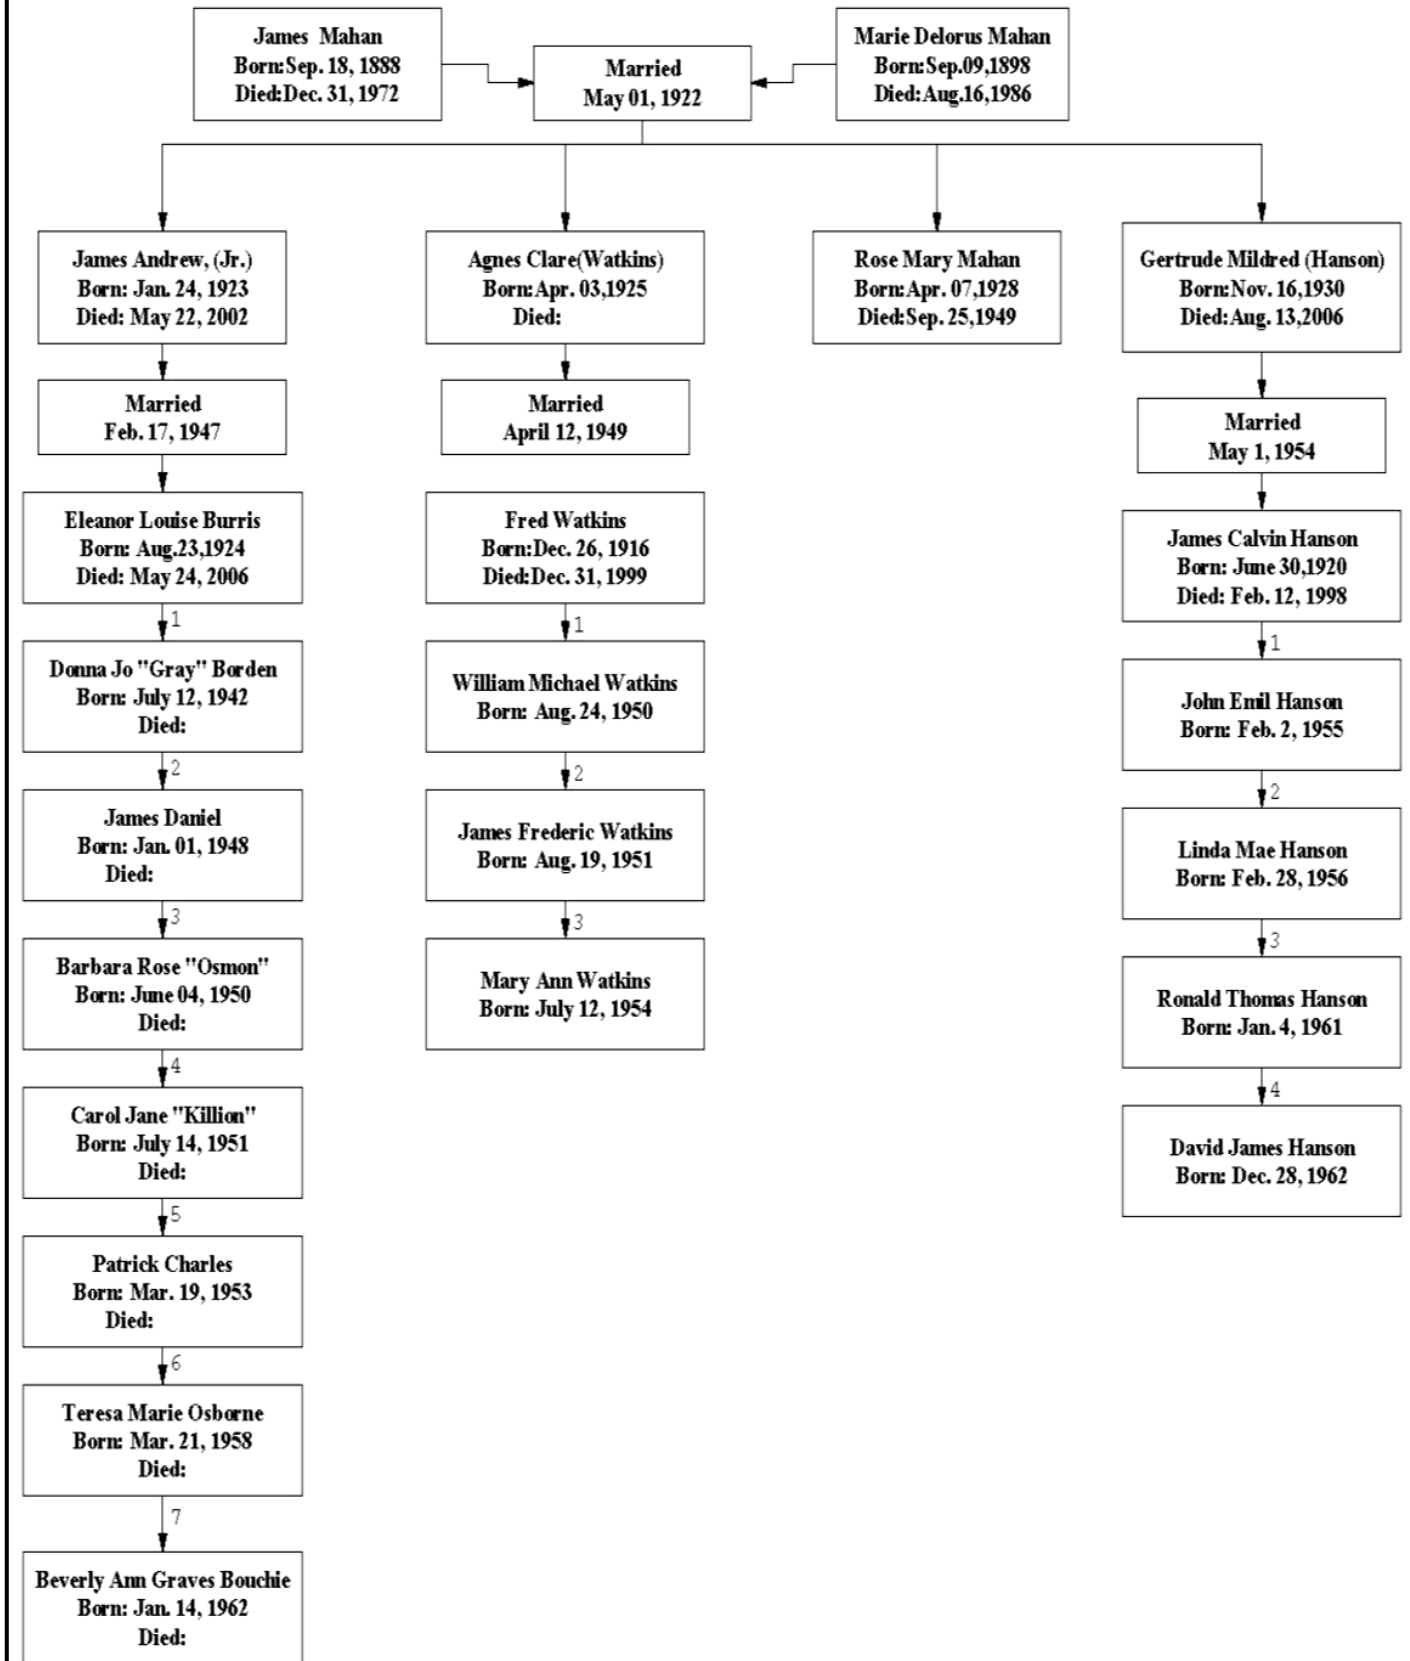 James Mahan
Born:Sep. 18, 1888
Died:Dec. 31, 1972
Married
May 01, 1922
Marie Delorus Mahan
Born:Sep.09,1898
Died:Aug.16,1986
James Andrew, (Jr.)
Born: Jan. 24, 1923
Died: May 22, 2002
Agnes Clare(Watkins)
Born:Apr. 03,1925
Died:
Rose Mary Mahan
Born:Apr. 07,1928
Died:Sep. 25,1949
Gertrude Mildred (Hanson)
Born:Nov. 16,1930
Died:Aug. 13,2006
Married
Feb. 17, 1947
Married
April 12, 1949
Married
May 1, 1954
Eleanor Louise Burris
Born: Aug.23,1924
Died: May 24, 2006
1
Donna Jo "Gray" Borden
Born: July 12, 1942
Died:
2
James Daniel
Born: Jan. 01, 1948
Died:
3
Barbara Rose "Osmon"
Born: June 04, 1950
Died:
4
Carol Jane "Killion"
Born: July 14, 1951
Died:
5
Patrick Charles
Born: Mar. 19, 1953
Died:
6
Teresa Marie Osborne
Born: Mar. 21, 1958
Died:
7
Beverly Ann Graves Bouchie
Born: Jan. 14, 1962
Died:
Fred Watkins
Born:Dec. 26, 1916
Died:Dec. 31, 1999
1
William Michael Watkins
Born: Aug. 24, 1950
2
James Frederic Watkins
Born: Aug. 19, 1951
3
Mary Ann Watkins
Born: July 12, 1954
James Calvin Hanson
Born: June 30,1920
Died: Feb. 12, 1998
1
John Emil Hanson
Born: Feb. 2, 1955
2
Linda Mae Hanson
Born: Feb. 28, 1956
3
Ronald Thomas Hanson
Born: Jan. 4, 1961
4
David James Hanson
Born: Dec. 28, 1962